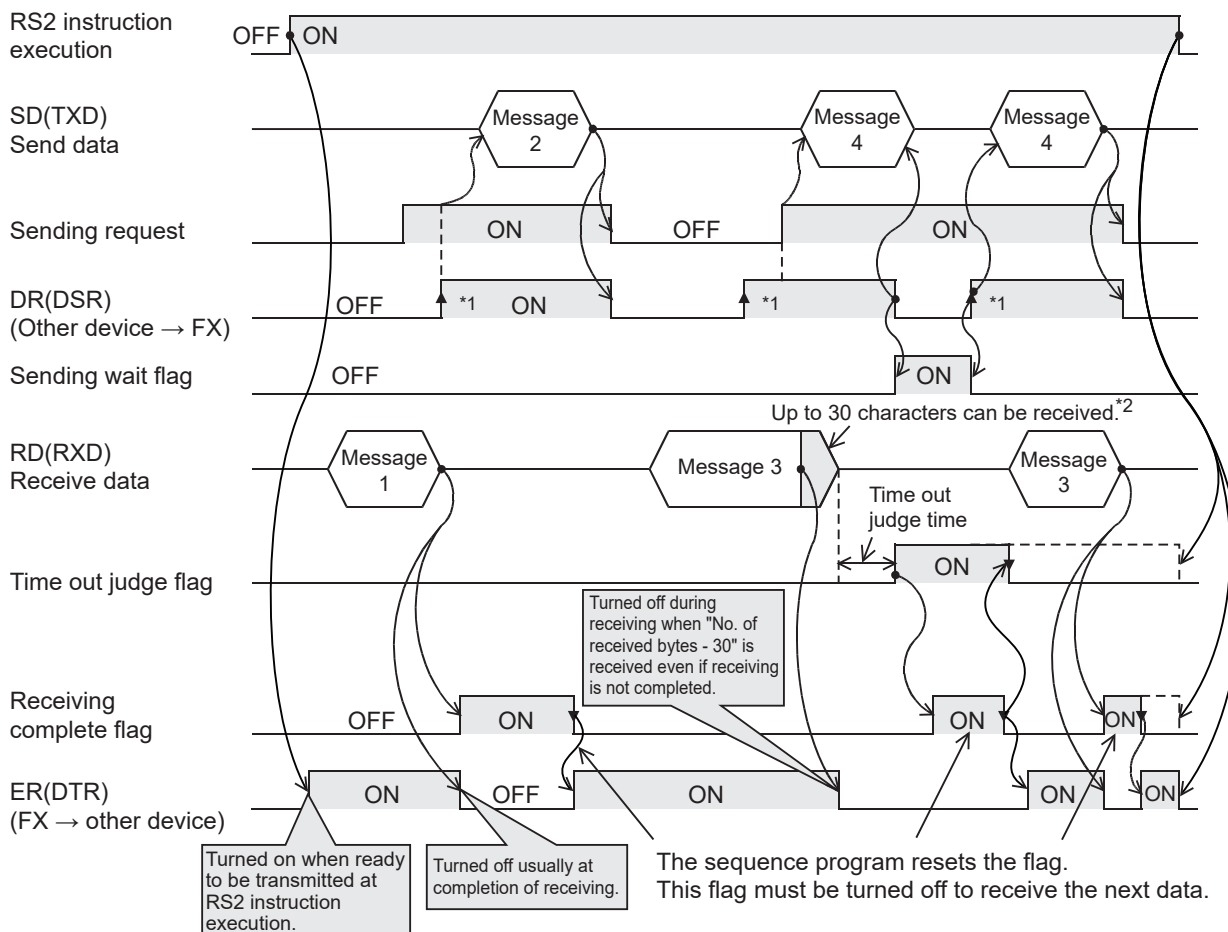 RS2 instruction
execution
OFF
ON
SD(TXD)
Send data
Message
2
Message
4
Message
4
Sending request
ON
OFF
ON
DR(DSR)
(Other device → FX)
OFF
*1
ON
*1
*1
Sending wait flag
OFF
ON
Up to 30 characters can be received.*2
RD(RXD)
Receive data
Message
1
Message 3
Message
3
Time out
judge time
Time out judge flag
ON
Turned off during
receiving when "No. of
received bytes - 30" is
received even if receiving
is not completed.
Receiving
complete flag
OFF
ON
ON
ON
ER(DTR)
(FX → other device)
ON
OFF
ON
ON
ON
Turned on when ready
to be transmitted at
RS2 instruction
execution.
Turned off usually at
completion of receiving.
The sequence program resets the flag.
This flag must be turned off to receive the next data.